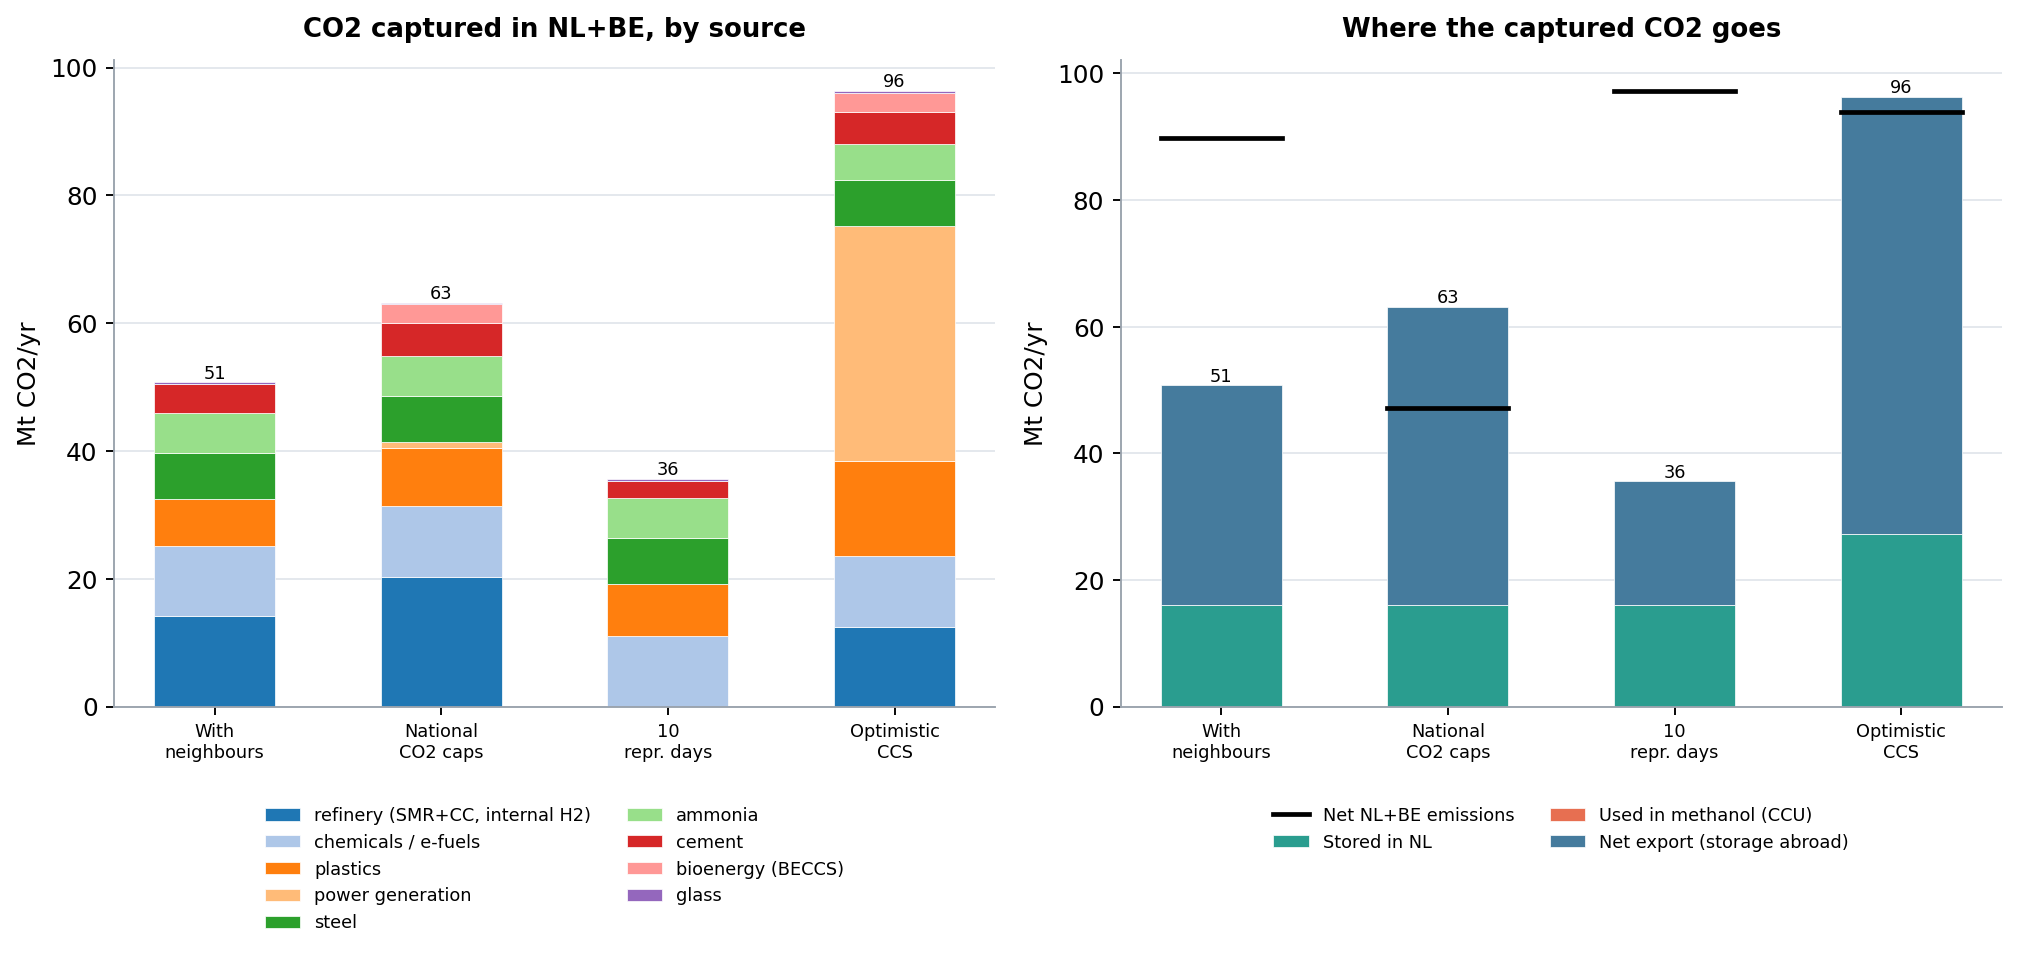 CO2 captured in NL+BE, by source
Mt CO2/yr
100
80
60
40
20
0
51
63
36
96
With
neighbours
National
CO2 caps
10
repr. days
Optimistic
CCS
refinery (SMR+CC, internal H2)
chemicals / e-fuels
plastics
power generation
steel
ammonia
cement
bioenergy (BECCS)
glass
Where the captured CO2 goes
Mt CO2/yr
100
80
60
40
20
0
51
63
36
96
With
neighbours
National
CO2 caps
10
repr. days
Optimistic
CCS
Net NL+BE emissions
Stored in NL
Used in methanol (CCU)
Net export (storage abroad)